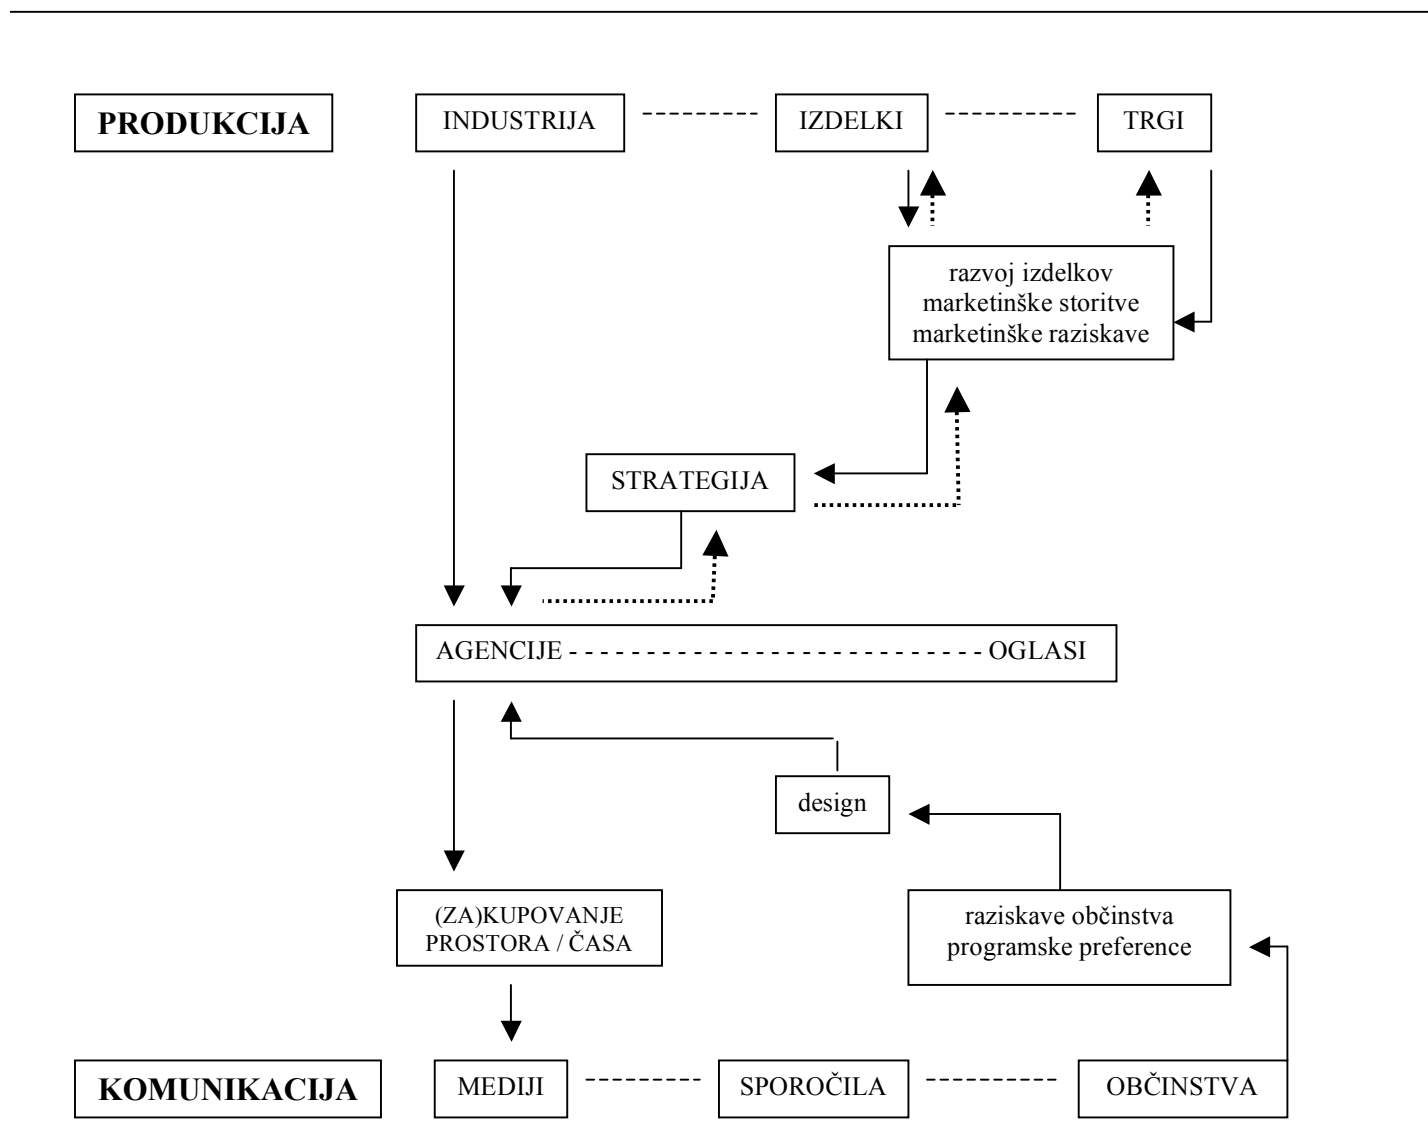 PRODUKCIJA
INDUSTRIJA
IZDELKI
TRGI
razvoj izdelkov
marketinške storitve
marketinške raziskave
STRATEGIJA
AGENCIJE - - - - - - - - - - - - - - - - - - - - - - - - - - - OGLASI
design
(ZA)KUPOVANJE
PROSTORA / ČASA
raziskave občinstva
programske preference
KOMUNIKACIJA
MEDIJI
SPOROČILA
OBČINSTVA